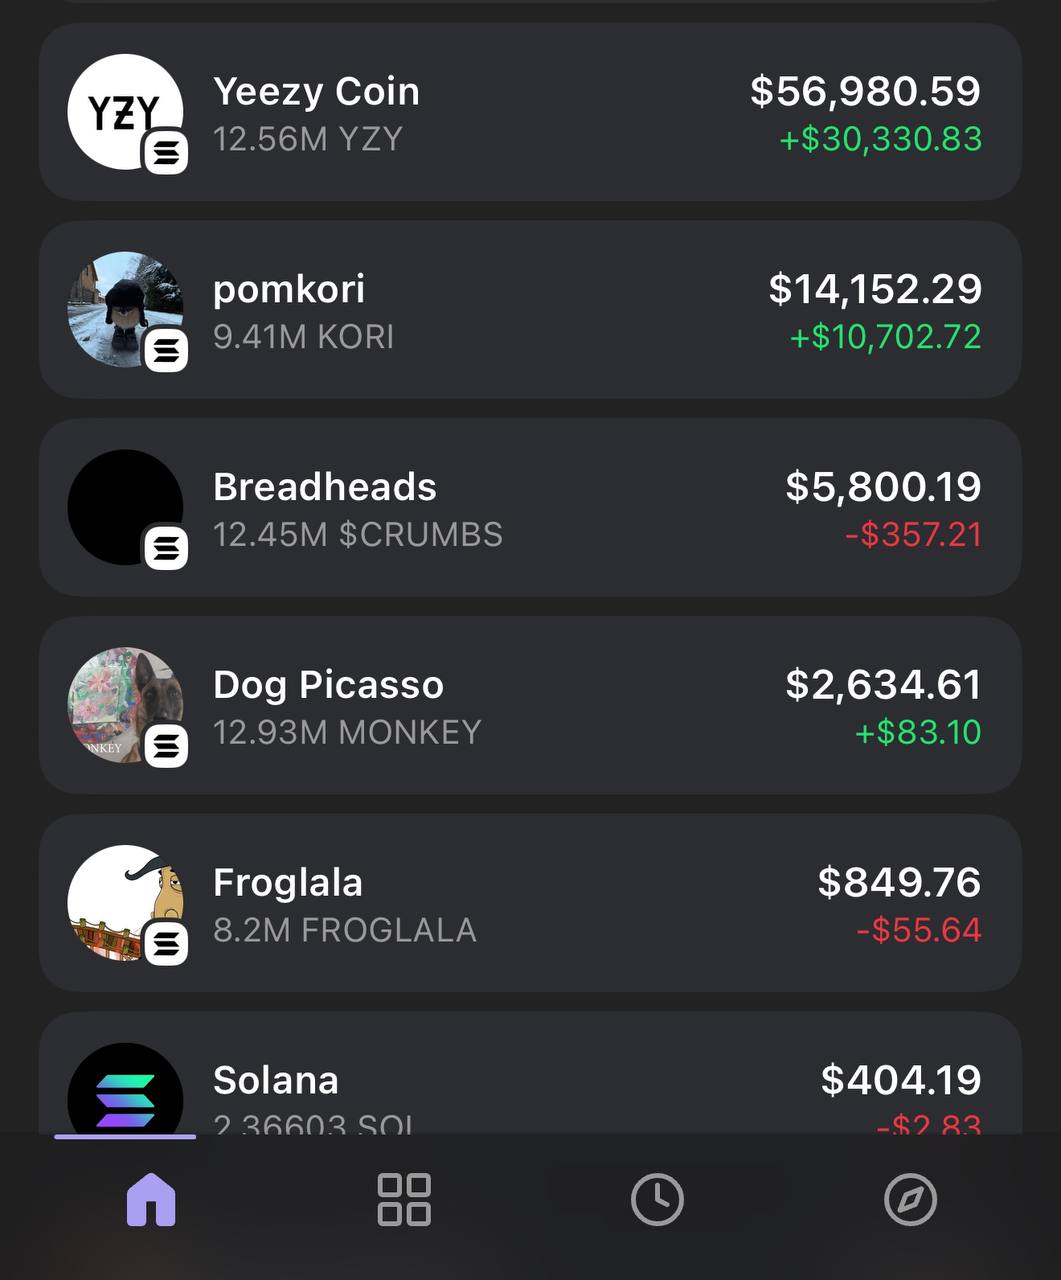 YZY
Yeezy Coin
$56,980.59
12.56M YZY
+$30,330.83
pomkori
$14,152.29
9.41M KORI
+$10,702.72
Breadheads
$5,800.19
12.45M $CRUMBS
-$357.21
Dog Picasso
$2,634.61
12.93M MONKEY
+$83.10
ONKEY
Froglala
$849.76
8.2M FROGLALA
-$55.64
Solana
$404.19
2.36603 SOL
-$2.83